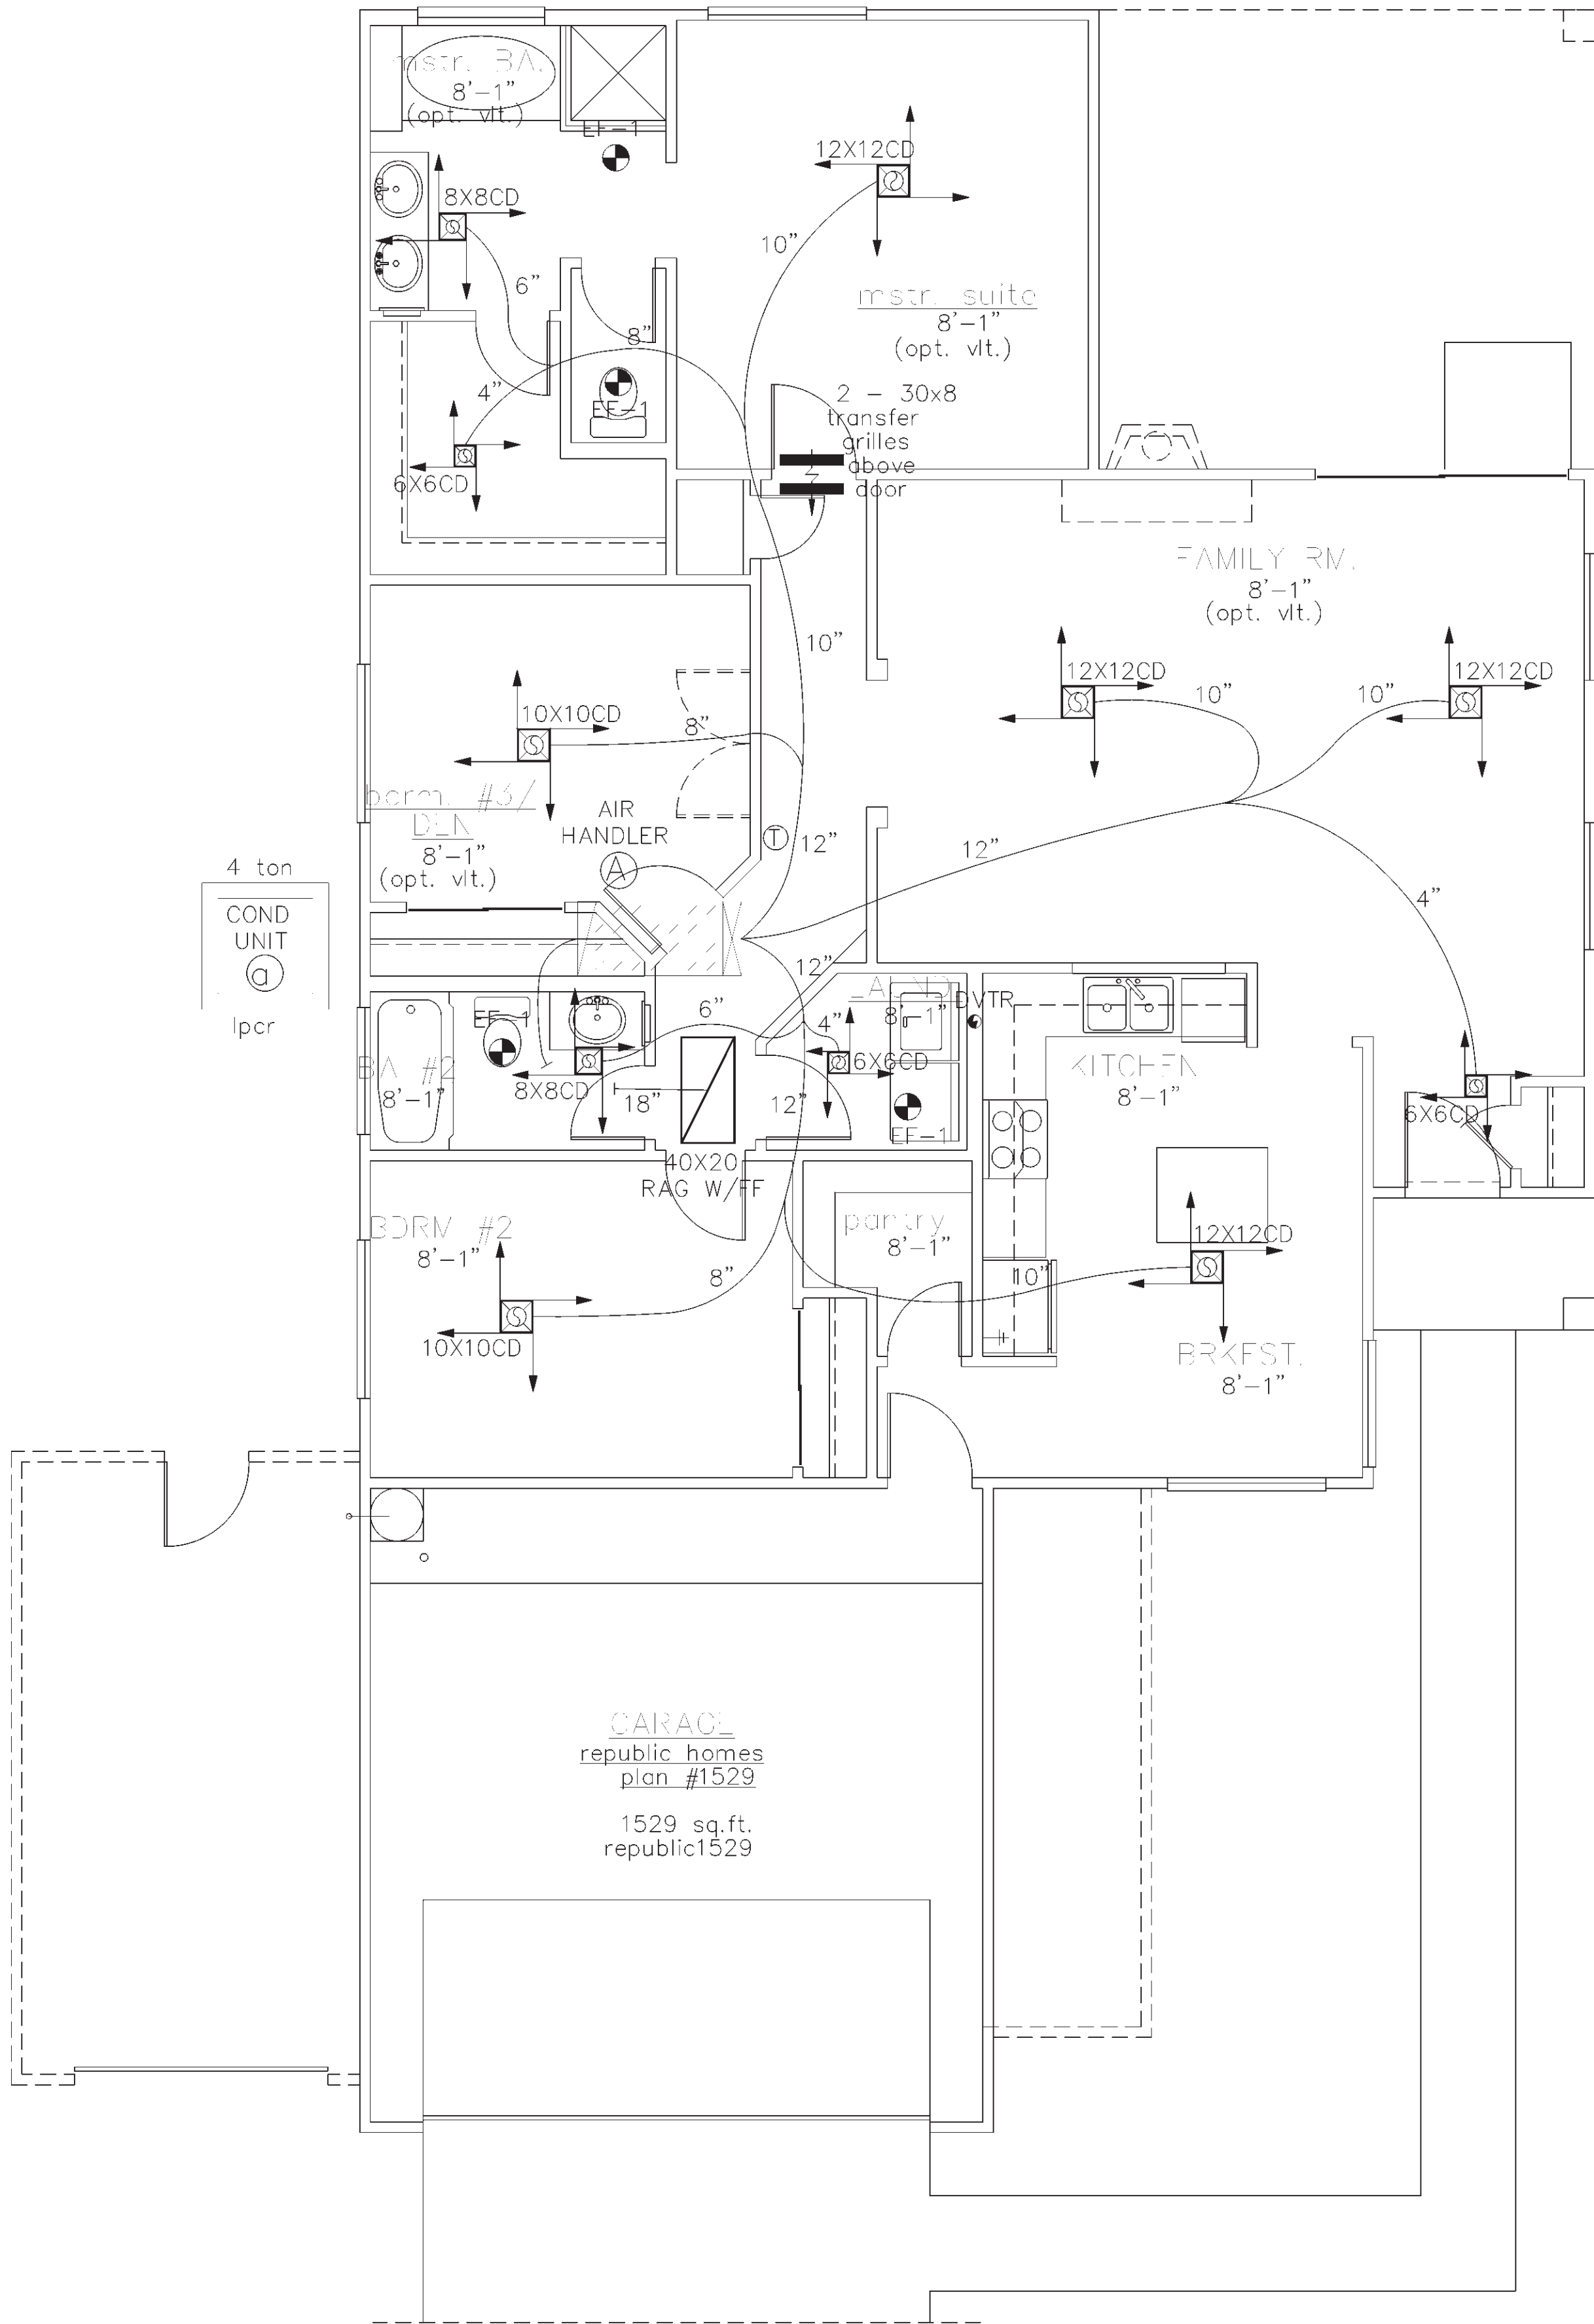 mstr. BA.
8'-1"
(opt. vlt.)
EF-1
12X12CD
8X8CD
10"
6"
mstr. suite
8'-1"
(opt. vlt.)
8"
4"
EF-1
2 - 30x8
transfer
grilles
above
door
6X6CD
FAMILY RM.
8'-1"
(opt. vlt.)
10"
12X12CD
12X12CD
10"
10"
10X10CD
8"
bdrm. #3/
DEN
8'-1"
(opt. vlt.)
AIR
HANDLER
A
T
12"
12"
4"
4 ton
COND
UNIT
a
lpcr
12"
LAUND.
8'-1"
DVTR
6"
4"
EF-1
6X6CD
BA #2
8'-1"
8X8CD
18"
12"
EF-1
KITCHEN
8'-1"
6X6CD
40X20
RAG W/FF
BDRM #2
8'-1"
pantry
8'-1"
12X12CD
8"
10"
10X10CD
BRKFST.
8'-1"
GARAGE
republic homes
plan #1529
1529 sq.ft.
republic1529